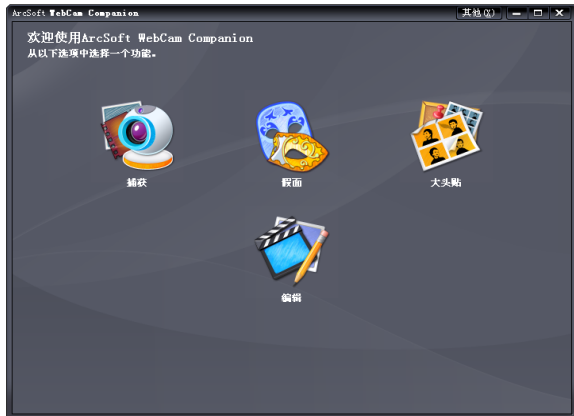 ArcSoft WebCam Companion 其他(X)
欢迎使用ArcSoft WebCam Companion
从以下选项中选择一个功能。
捕获 假面 大头贴
编辑